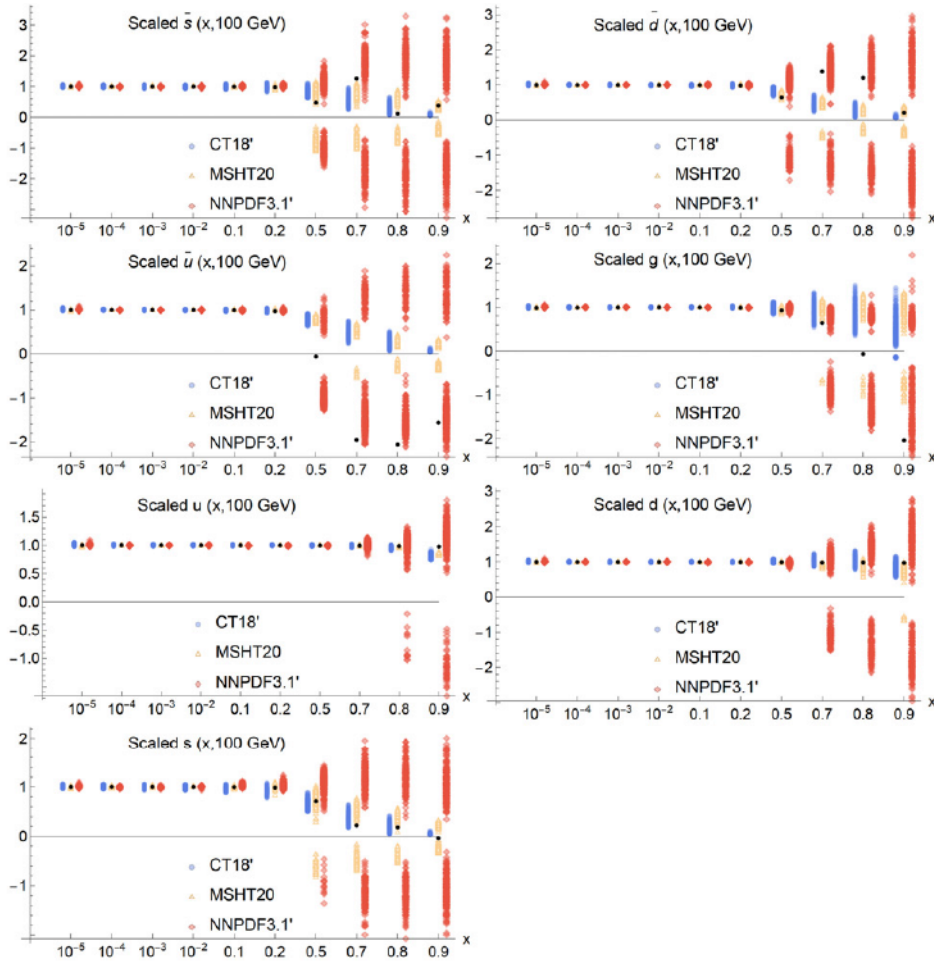 Scaled s̄ (x,100 GeV)
3
2
1
0
−1
−2
CT18'
MSHT20
NNPDF3.1'
x
10⁻⁵ 10⁻⁴ 10⁻³ 10⁻² 0.1 0.2 0.5 0.7 0.8 0.9
Scaled d̄ (x,100 GeV)
3
2
1
0
−1
−2
CT18'
MSHT20
NNPDF3.1'
x
10⁻⁵ 10⁻⁴ 10⁻³ 10⁻² 0.1 0.2 0.5 0.7 0.8 0.9
Scaled ū (x,100 GeV)
2
1
0
−1
−2
CT18'
MSHT20
NNPDF3.1'
x
10⁻⁵ 10⁻⁴ 10⁻³ 10⁻² 0.1 0.2 0.5 0.7 0.8 0.9
Scaled g (x,100 GeV)
2
1
0
−1
−2
CT18'
MSHT20
NNPDF3.1'
x
10⁻⁵ 10⁻⁴ 10⁻³ 10⁻² 0.1 0.2 0.5 0.7 0.8 0.9
Scaled u (x,100 GeV)
1.5
1.0
0.5
0.0
−0.5
−1.0
CT18'
MSHT20
NNPDF3.1'
x
10⁻⁵ 10⁻⁴ 10⁻³ 10⁻² 0.1 0.2 0.5 0.7 0.8 0.9
Scaled d (x,100 GeV)
3
2
1
0
−1
−2
CT18'
MSHT20
NNPDF3.1'
x
10⁻⁵ 10⁻⁴ 10⁻³ 10⁻² 0.1 0.2 0.5 0.7 0.8 0.9
Scaled s (x,100 GeV)
2
1
0
−1
CT18'
MSHT20
NNPDF3.1'
x
10⁻⁵ 10⁻⁴ 10⁻³ 10⁻² 0.1 0.2 0.5 0.7 0.8 0.9